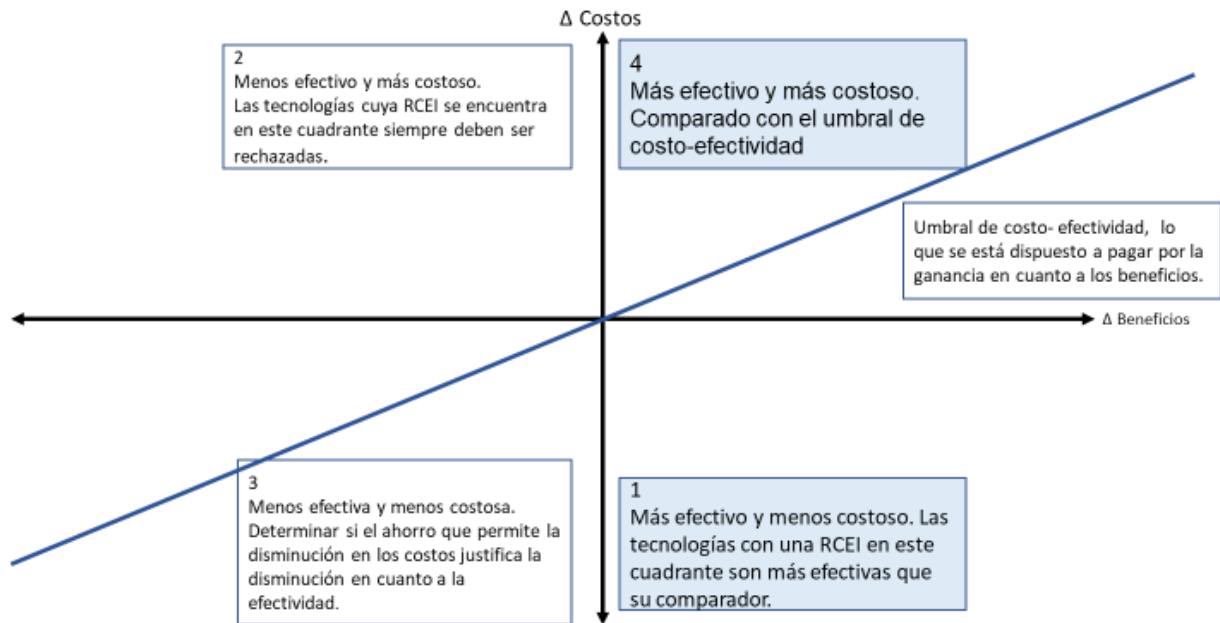 Δ Costos
2
Menos efectivo y más costoso.
Las tecnologías cuya RCEI se encuentra
en este cuadrante siempre deben ser
rechazadas.
4
Más efectivo y más costoso.
Comparado con el umbral de
costo-efectividad
Umbral de costo- efectividad, lo
que se está dispuesto a pagar por la
ganancia en cuanto a los beneficios.
Δ Beneficios
3
Menos efectiva y menos costosa.
Determinar si el ahorro que permite la
disminución en los costos justifica la
disminución en cuanto a la
efectividad.
1
Más efectivo y menos costoso. Las
tecnologías con una RCEI en este
cuadrante son más efectivas que
su comparador.